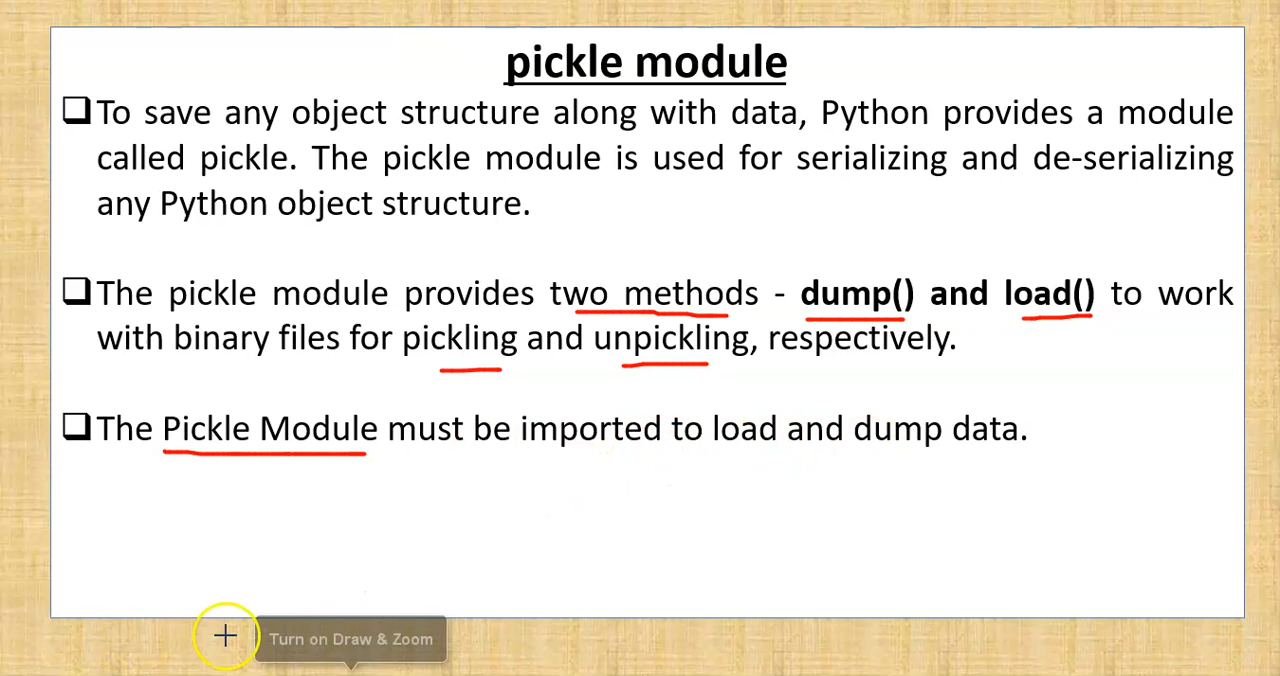 pickle module
❑To save any object structure along with data, Python provides a module
called pickle. The pickle module is used for serializing and de-serializing
any Python object structure.
❑The pickle module provides two methods - dump() and load() to work
with binary files for pickling and unpickling, respectively.
❑The Pickle Module must be imported to load and dump data.
Turn on Draw & Zoom